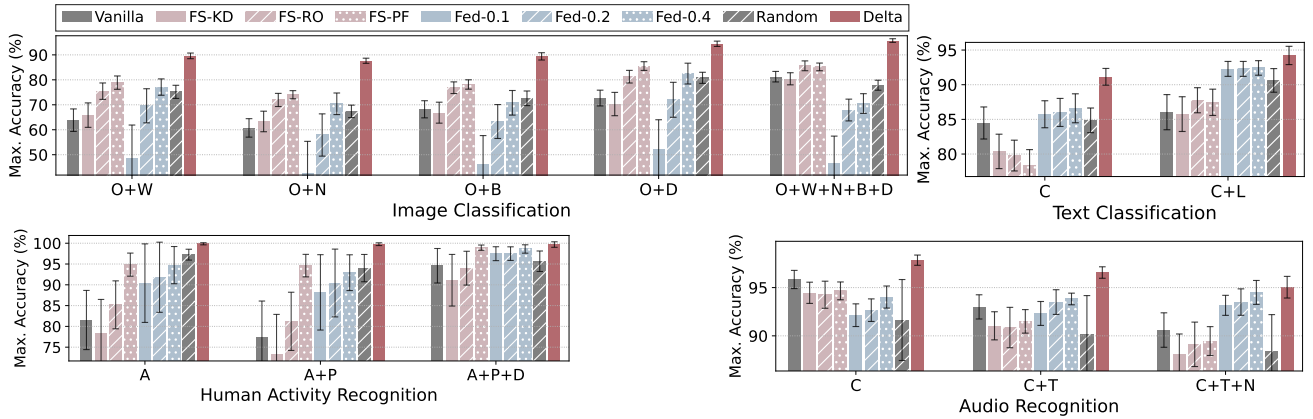 Vanilla FS-KD FS-RO FS-PF Fed-0.1 Fed-0.2 Fed-0.4 Random Delta
Max. Accuracy (%)
90
80
70
60
50
O+W O+N O+B O+D O+W+N+B+D
Image Classification
Max. Accuracy (%)
95
90
85
80
C C+L
Text Classification
Max. Accuracy (%)
100
95
90
85
80
75
A A+P A+P+D
Human Activity Recognition
Max. Accuracy (%)
95
90
C C+T C+T+N
Audio Recognition